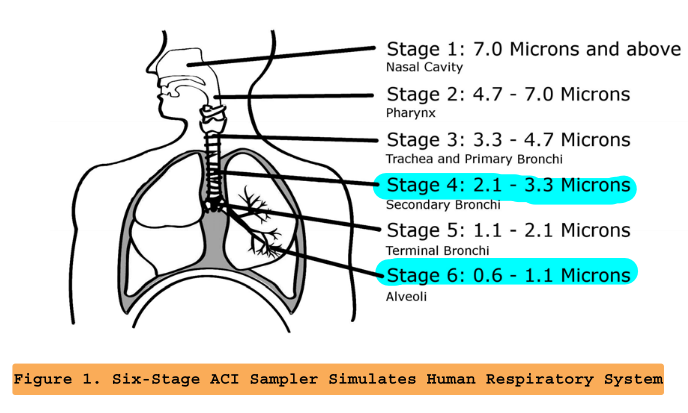 Stage 1: 7.0 Microns and above
Nasal Cavity
Stage 2: 4.7 - 7.0 Microns
Pharynx
Stage 3: 3.3 - 4.7 Microns
Trachea and Primary Bronchi
Stage 4: 2.1 - 3.3 Microns
Secondary Bronchi
Stage 5: 1.1 - 2.1 Microns
Terminal Bronchi
Stage 6: 0.6 - 1.1 Microns
Alveoli
Figure 1. Six-Stage ACI Sampler Simulates Human Respiratory System